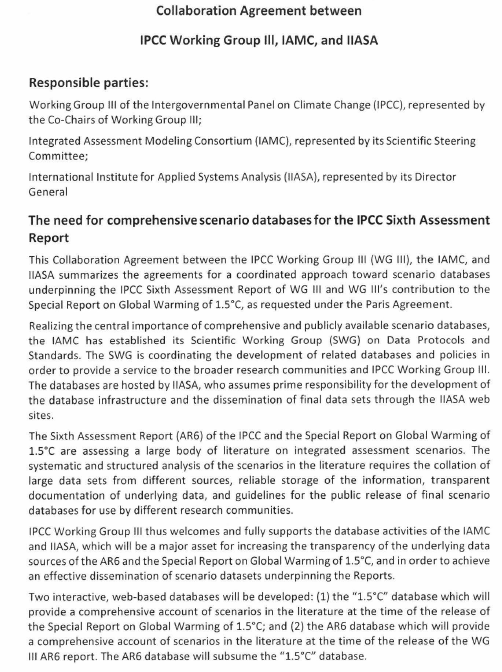 Collaboration Agreement between
IPCC Working Group III, IAMC, and IIASA
Responsible parties:
Working Group III of the Intergovernmental Panel on Climate Change (IPCC), represented by
the Co-Chairs of Working Group III;
Integrated Assessment Modeling Consortium (IAMC), represented by its Scientific Steering
Committee;
International Institute for Applied Systems Analysis (IIASA), represented by its Director
General
The need for comprehensive scenario databases for the IPCC Sixth Assessment
Report
This Collaboration Agreement between the IPCC Working Group III (WG III), the IAMC, and
IIASA summarizes the agreements for a coordinated approach toward scenario databases
underpinning the IPCC Sixth Assessment Report of WG III and WG III's contribution to the
Special Report on Global Warming of 1.5°C, as requested under the Paris Agreement.
Realizing the central importance of comprehensive and publicly available scenario databases,
the IAMC has established its Scientific Working Group (SWG) on Data Protocols and
Standards. The SWG is coordinating the development of related databases and policies in
order to provide a service to the broader research communities and IPCC Working Group III.
The databases are hosted by IIASA, who assumes prime responsibility for the development of
the database infrastructure and the dissemination of final data sets through the IIASA web
sites.
The Sixth Assessment Report (AR6) of the IPCC and the Special Report on Global Warming of
1.5°C are assessing a large body of literature on integrated assessment scenarios. The
systematic and structured analysis of the scenarios in the literature requires the collation of
large data sets from different sources, reliable storage of the information, transparent
documentation of underlying data, and guidelines for the public release of final scenario
databases for use by different research communities.
IPCC Working Group III thus welcomes and fully supports the database activities of the IAMC
and IIASA, which will be a major asset for increasing the transparency of the underlying data
sources of the AR6 and the Special Report on Global Warming of 1.5°C, and in order to achieve
an effective dissemination of scenario datasets underpinning the Reports.
Two interactive, web-based databases will be developed: (1) the "1.5°C" database which will
provide a comprehensive account of scenarios in the literature at the time of the release of
the Special Report on Global Warming of 1.5°C; and (2) the AR6 database which will provide
a comprehensive account of scenarios in the literature at the time of the release of the WG
III AR6 report. The AR6 database will subsume the "1.5°C" database.